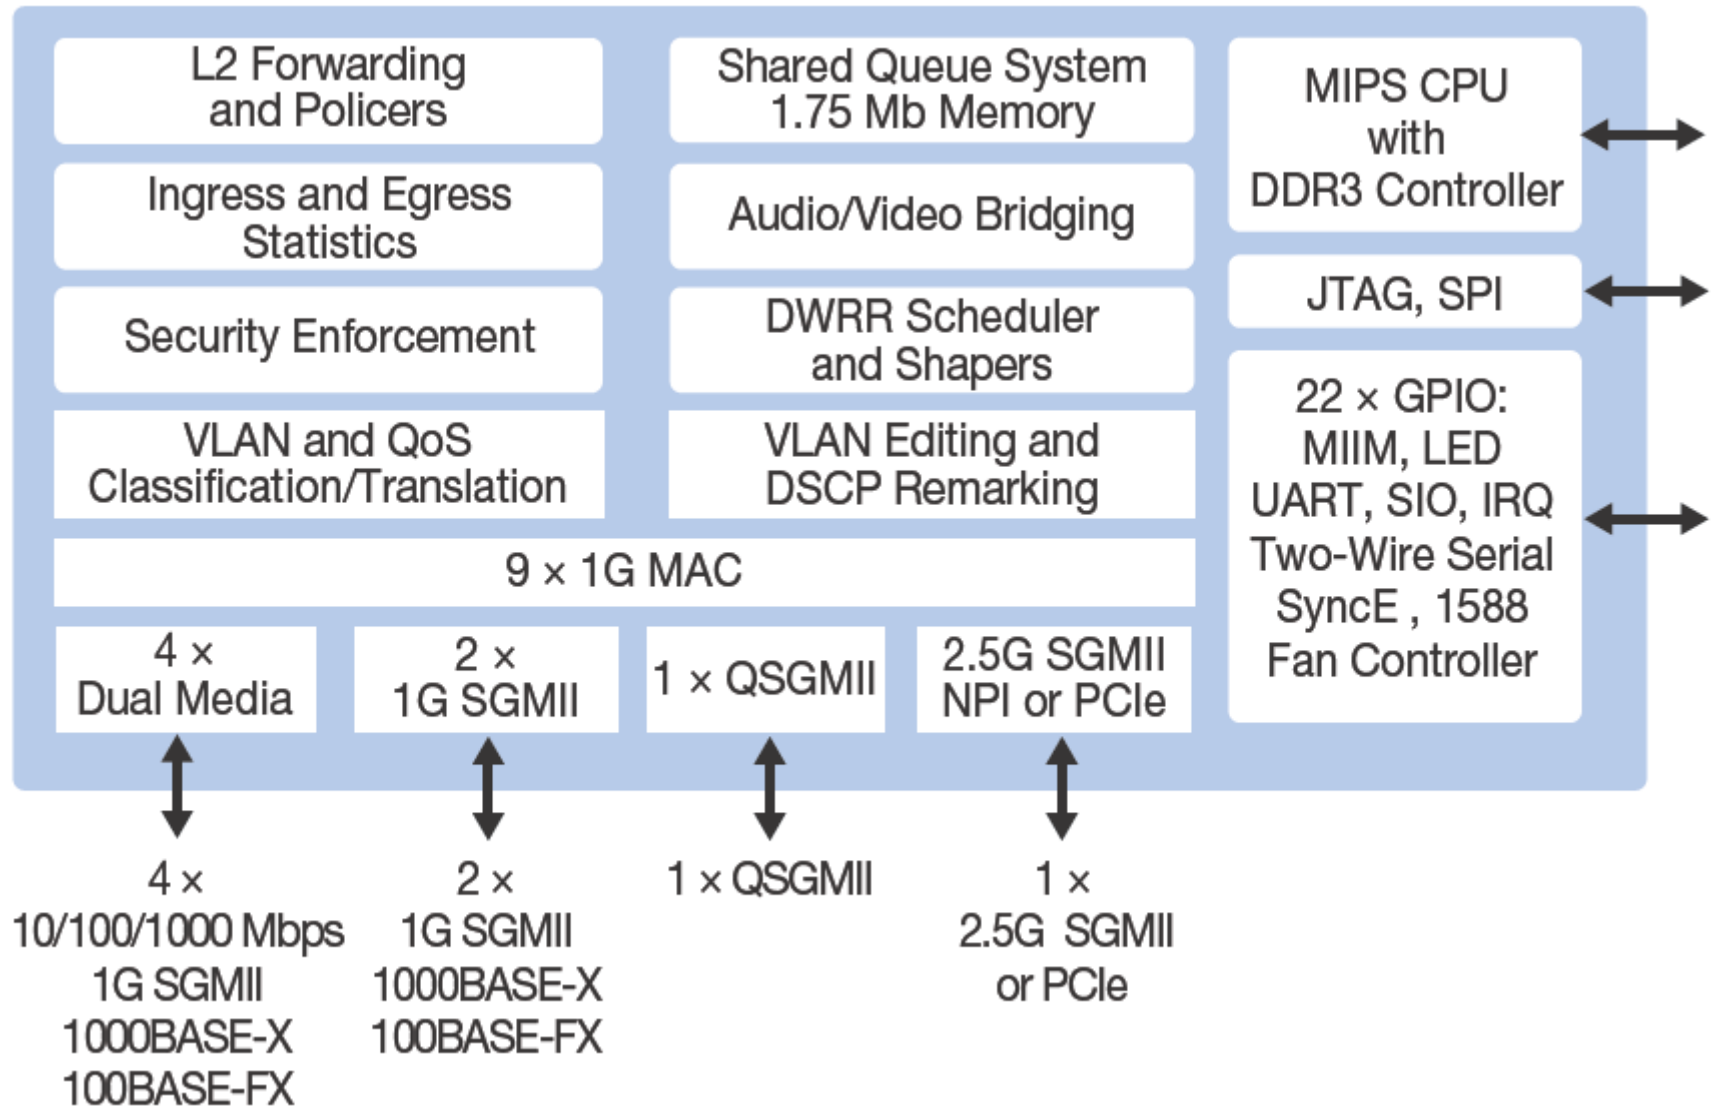 L2 Forwarding
and Policers
Shared Queue System
1.75 Mb Memory
MIPS CPU
with
DDR3 Controller
Ingress and Egress
Statistics
Audio/Video Bridging
JTAG, SPI
Security Enforcement
DWRR Scheduler
and Shapers
22 × GPIO:
MIIM, LED
UART, SIO, IRQ
Two-Wire Serial
SyncE , 1588
Fan Controller
VLAN and QoS
Classification/Translation
VLAN Editing and
DSCP Remarking
9 × 1G MAC
4 ×
Dual Media
2 ×
1G SGMII
1 × QSGMII
2.5G SGMII
NPI or PCIe
4 ×
10/100/1000 Mbps
1G SGMII
1000BASE-X
100BASE-FX
2 ×
1G SGMII
1000BASE-X
100BASE-FX
1 × QSGMII
1 ×
2.5G SGMII
or PCIe